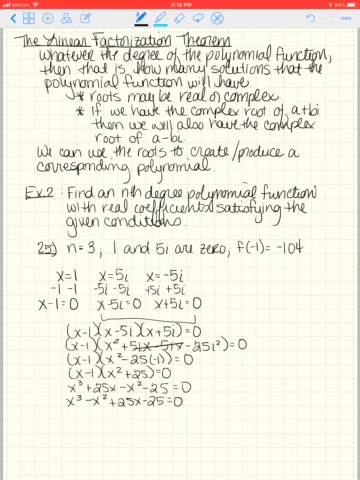 Verizon 9:18 PM 84%
The Linear Factorization Theorem
Whatever the degree of the polynomial function,
then that is how many solutions that the
polynomial function will have.
* roots may be real or complex.
* if we have the complex root of a+bi
then we will also have the complex
root of a-bi.
We can use the roots to create/produce a
corresponding polynomial.
Ex.2: Find an nth degree polynomial function
with real coefficients satisfying the
given conditions.
25) n=3; 1 and 5i are zero; f(-1)= -104
x=1 x=5i x=-5i
-1 -1 -5i -5i +5i +5i
x-1=0 x-5i=0 x+5i=0
(x-1)(x-5i)(x+5i)=0
(x-1)(x²+5ix-5ix-25i²)=0
(x-1)(x²-25(-1))=0
(x-1)(x²+25)=0
x³+25x-x²-25=0
x³-x²+25x-25=0